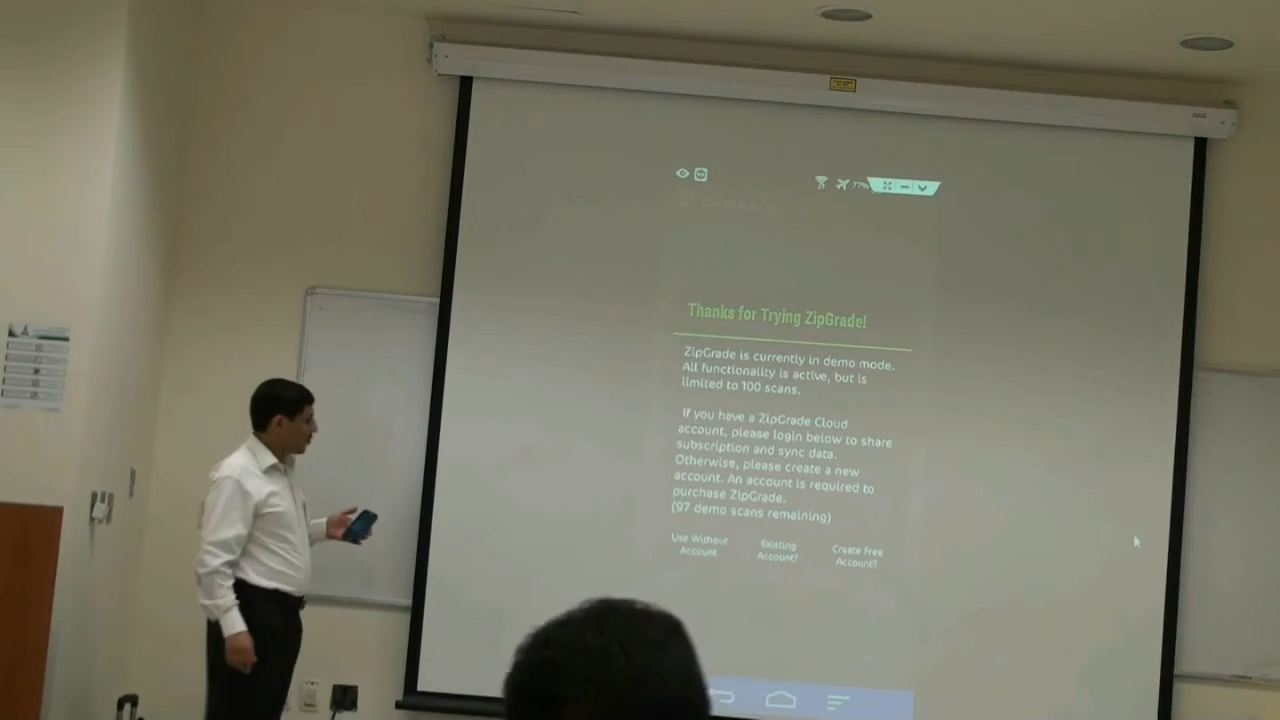 77%
Thanks for Trying ZipGrade!
ZipGrade is currently in demo mode.
All functionality is active, but is
limited to 100 scans.
If you have a ZipGrade Cloud
account, please login below to share
subscription and sync data.
Otherwise, please create a new
account. An account is required to
purchase ZipGrade.
(97 demo scans remaining)
Use Without
Account
Existing
Account?
Create Free
Account?